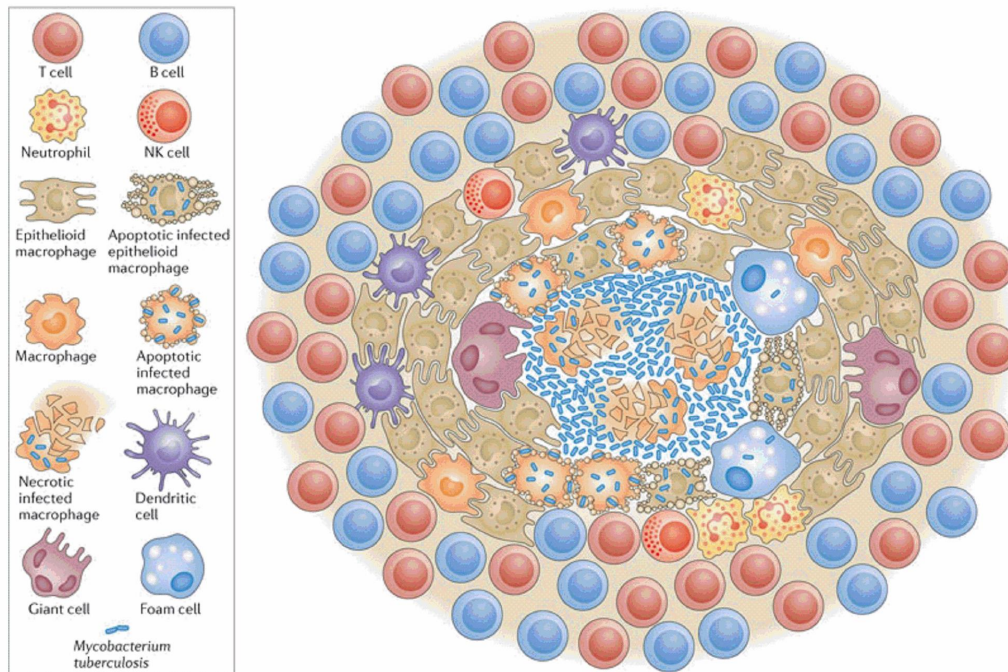 T cell
B cell
Neutrophil
NK cell
Epithelioid
macrophage
Apoptotic infected
epithelioid
macrophage
Macrophage
Apoptotic
infected
macrophage
Necrotic
infected
macrophage
Dendritic
cell
Giant cell
Foam cell
Mycobacterium
tuberculosis